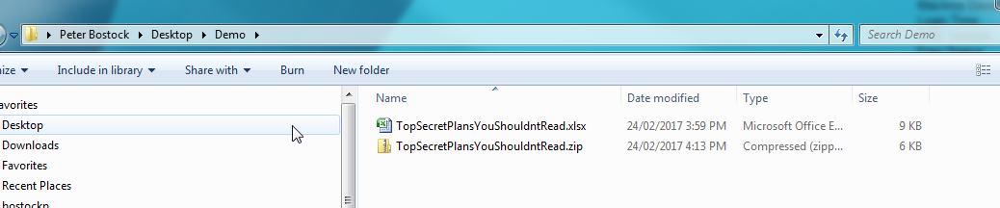 Peter Bostock Desktop Demo Search Demo
nize Include in library Share with Burn New folder
avorites
Desktop
Downloads
Favorites
Recent Places
Name Date modified Type Size
TopSecretPlansYouShouldntRead.xlsx 24/02/2017 3:59 PM Microsoft Office E... 9 KB
TopSecretPlansYouShouldntRead.zip 24/02/2017 4:13 PM Compressed (zipp... 6 KB